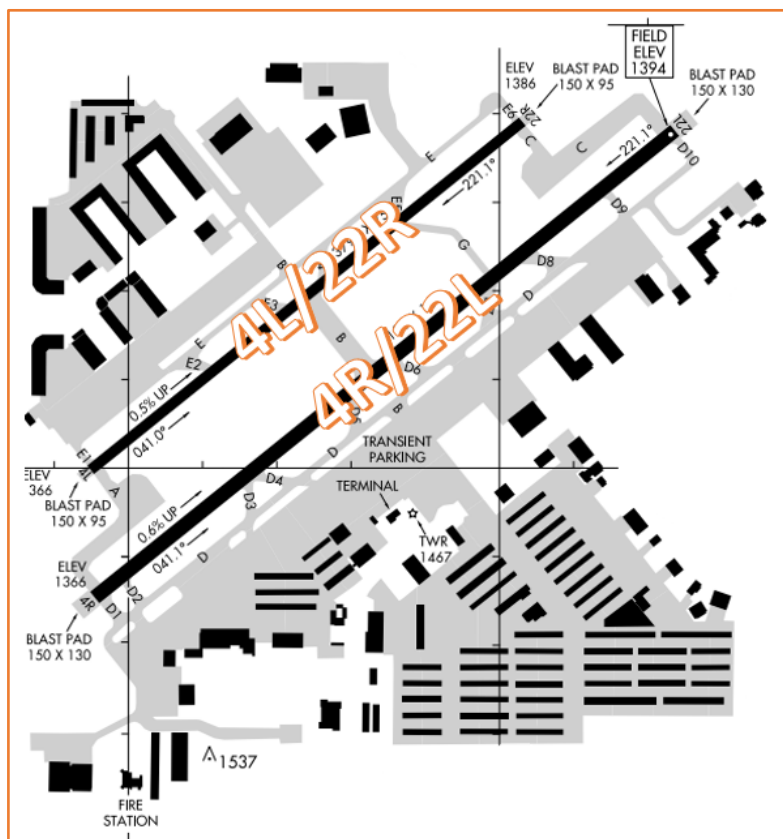 FIELD
ELEV
1394
ELEV
1386
BLAST PAD
150 X 95
BLAST PAD
150 X 130
E6
22R
C
C
22L
D10
221.1°
221.1°
E
D9
G
B
D8
D
E3
4L/22R
B
E
4R/22L
E2
D6
B
0.5% UP
041.0°
TRANSIENT
PARKING
D
E1
4L
A
D4
ELEV
366
BLAST PAD
150 X 95
TERMINAL
D3
0.6% UP
041.1°
TWR
1467
D
ELEV
1366
4R
D1
D2
BLAST PAD
150 X 130
1537
FIRE
STATION